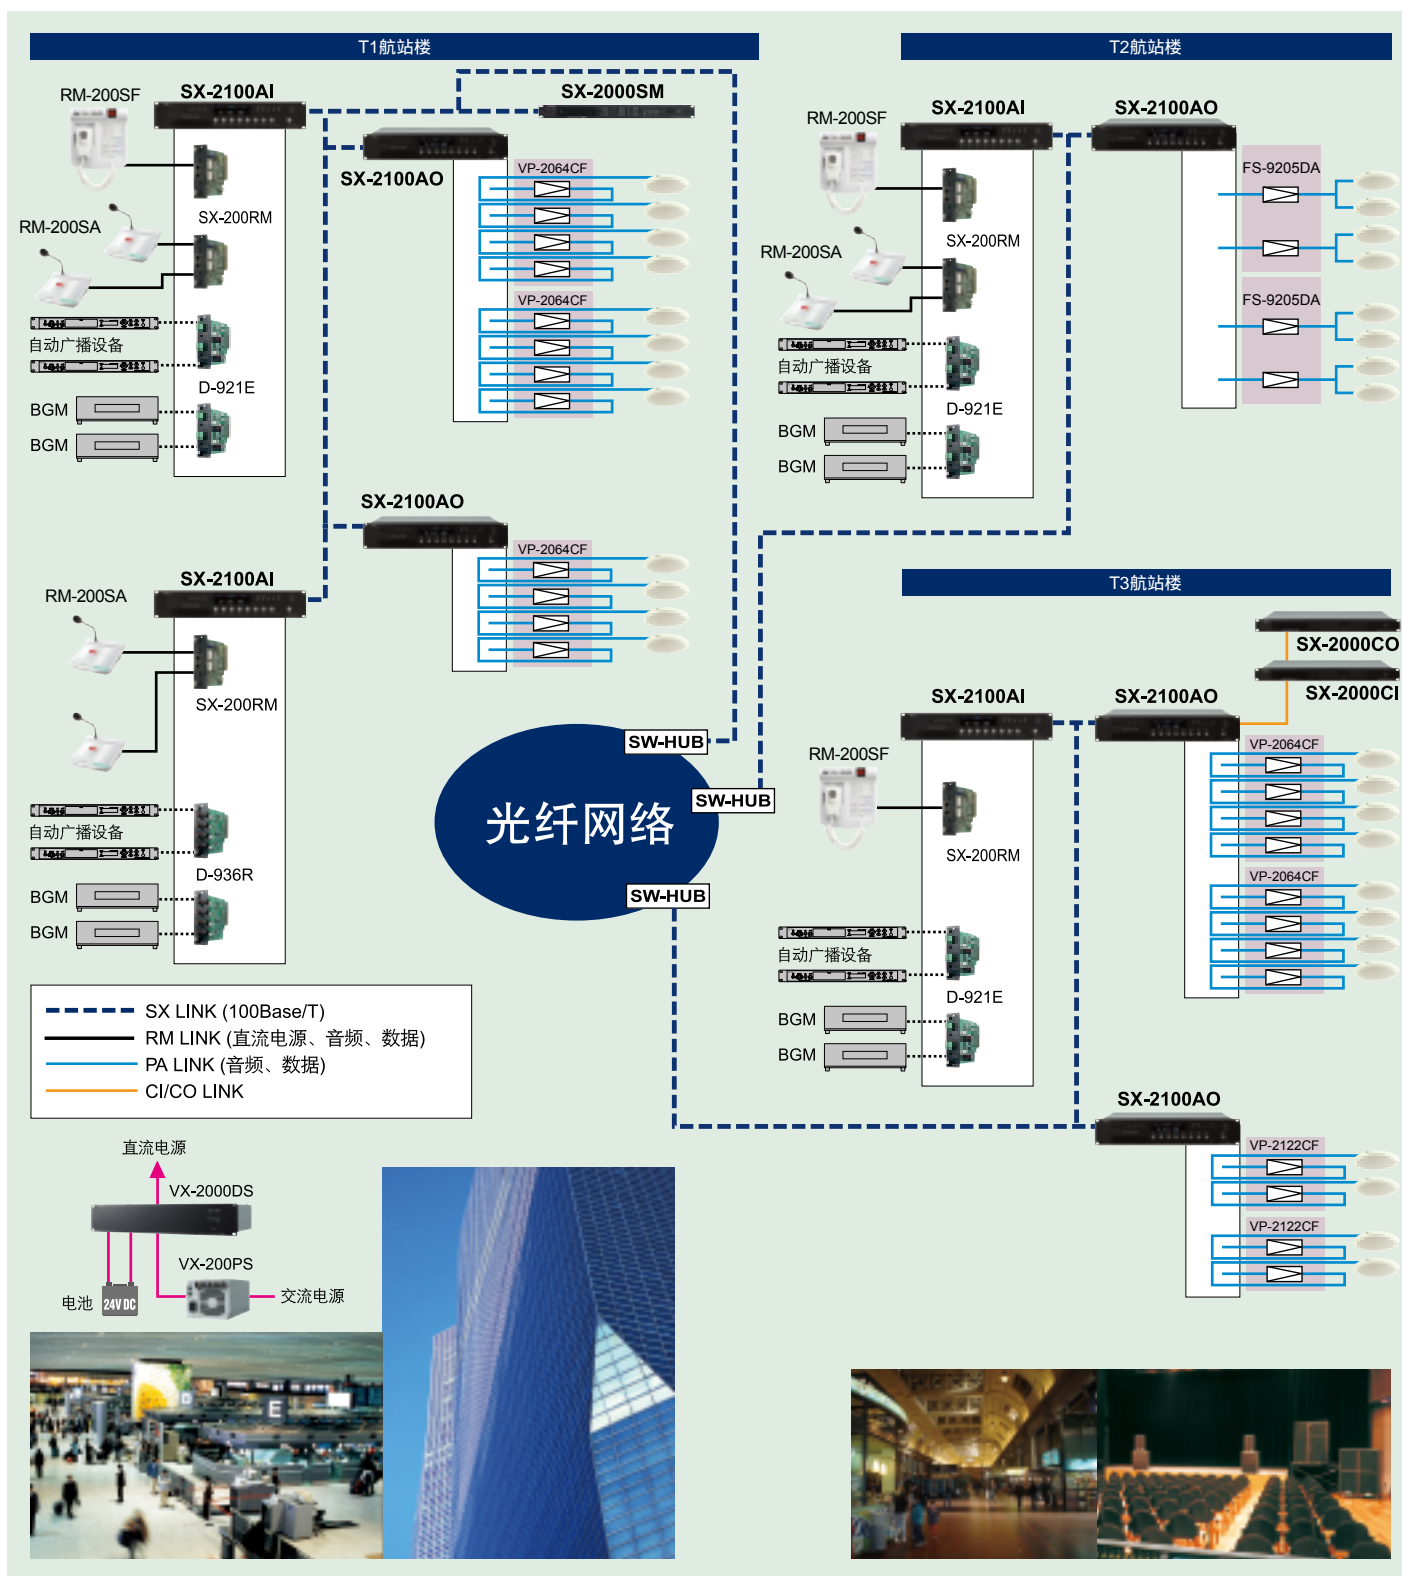 T1航站楼
RM-200SF
SX-2100AI
SX-2000SM
SX-2100AO
VP-2064CF
SX-200RM
RM-200SA
VP-2064CF
自动广播设备
D-921E
BGM
BGM
SX-2100AO
VP-2064CF
SX-2100AI
RM-200SA
SX-200RM
自动广播设备
D-936R
BGM
BGM
T2航站楼
RM-200SF
SX-2100AI
SX-2100AO
FS-9205DA
SX-200RM
RM-200SA
FS-9205DA
自动广播设备
D-921E
BGM
BGM
T3航站楼
SX-2000CO
SX-2000CI
SX-2100AI
SX-2100AO
RM-200SF
VP-2064CF
SX-200RM
VP-2064CF
自动广播设备
D-921E
BGM
BGM
SX-2100AO
VP-2122CF
VP-2122CF
SW-HUB
SW-HUB
光纤网络
SW-HUB
SX LINK (100Base/T)
RM LINK (直流电源、音频、数据)
PA LINK (音频、数据)
CI/CO LINK
直流电源
VX-2000DS
VX-200PS
电池
24V DC
交流电源
E